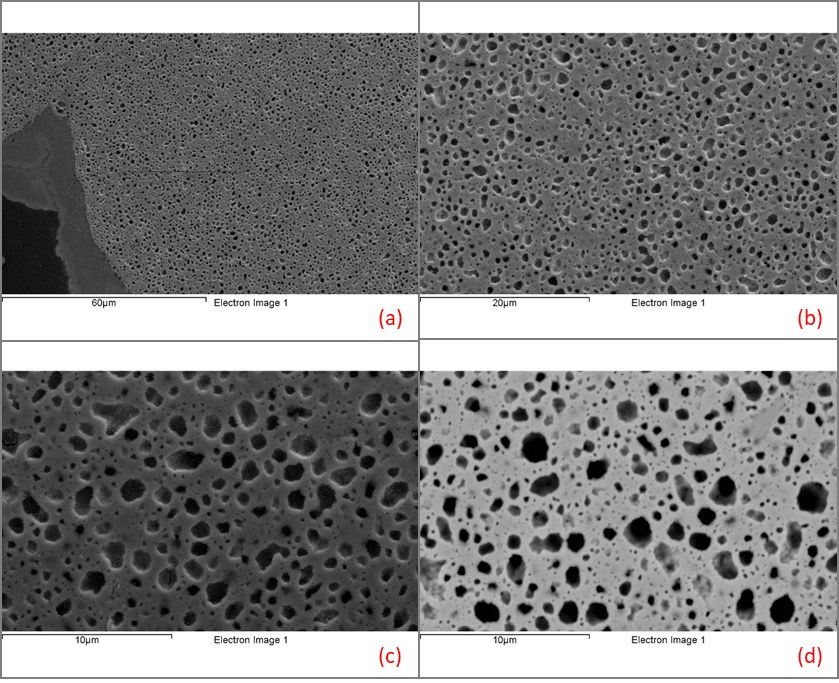 60µm Electron Image 1
(a)
20µm Electron Image 1
(b)
10µm Electron Image 1
(c)
10µm Electron Image 1
(d)